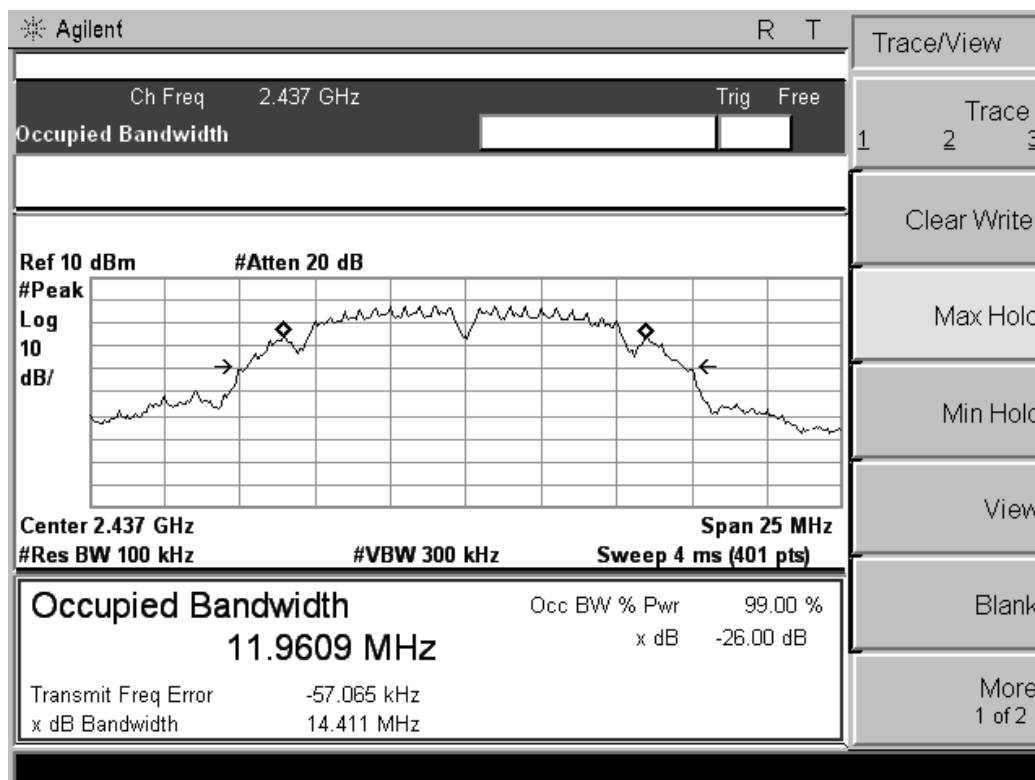 Agilent R T
Trace/View
Ch Freq 2.437 GHz Trig Free
Occupied Bandwidth
Trace
1 2 3
Clear Write
Max Hold
Min Hold
View
Blank
More
1 of 2
Ref 10 dBm #Atten 20 dB
#Peak
Log
10
dB/
Center 2.437 GHz Span 25 MHz
#Res BW 100 kHz #VBW 300 kHz Sweep 4 ms (401 pts)
Occupied Bandwidth
11.9609 MHz
Occ BW % Pwr 99.00 %
x dB -26.00 dB
Transmit Freq Error -57.065 kHz
x dB Bandwidth 14.411 MHz